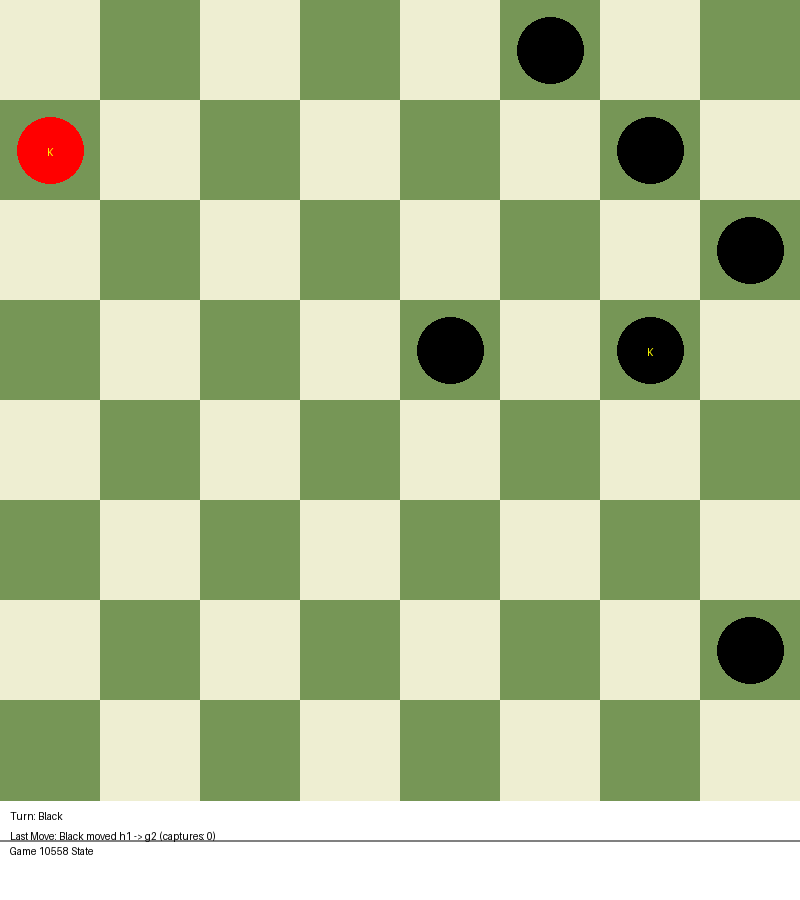 K
K
Turn: Black
Last Move: Black moved h1 -> g2 (captures: 0)
Game 10558 State